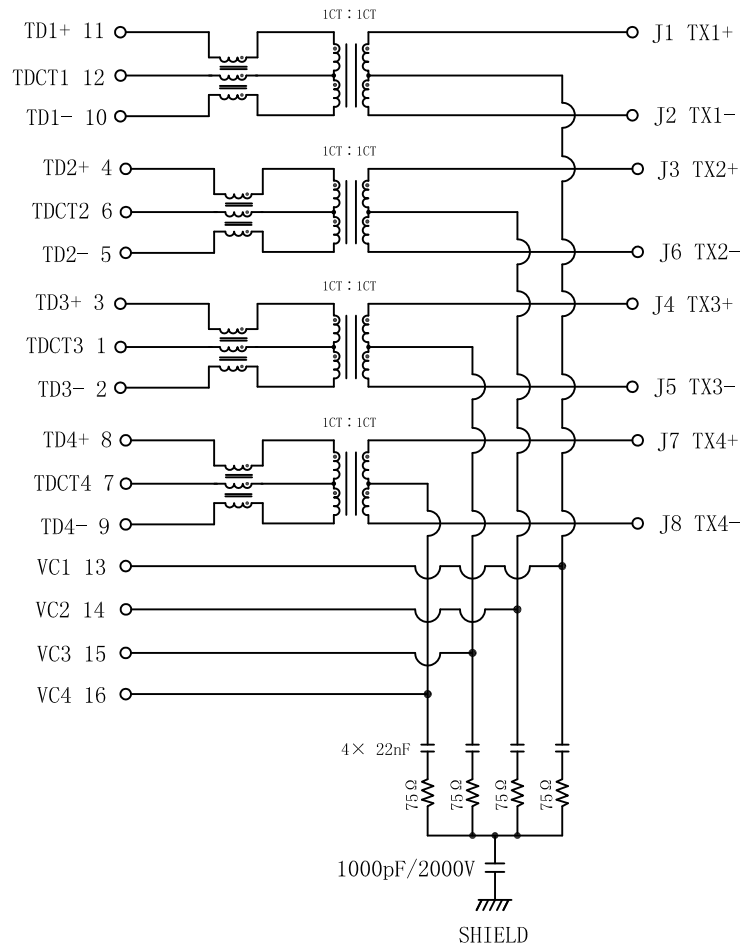 1CT：1CT
TD1+ 11
J1 TX1+
TDCT1 12
TD1- 10
J2 TX1-
1CT：1CT
TD2+ 4
J3 TX2+
TDCT2 6
TD2- 5
J6 TX2-
1CT：1CT
TD3+ 3
J4 TX3+
TDCT3 1
TD3- 2
J5 TX3-
1CT：1CT
TD4+ 8
J7 TX4+
TDCT4 7
TD4- 9
J8 TX4-
VC1 13
VC2 14
VC3 15
VC4 16
4× 22nF
75Ω
75Ω
75Ω
75Ω
1000pF/2000V
SHIELD